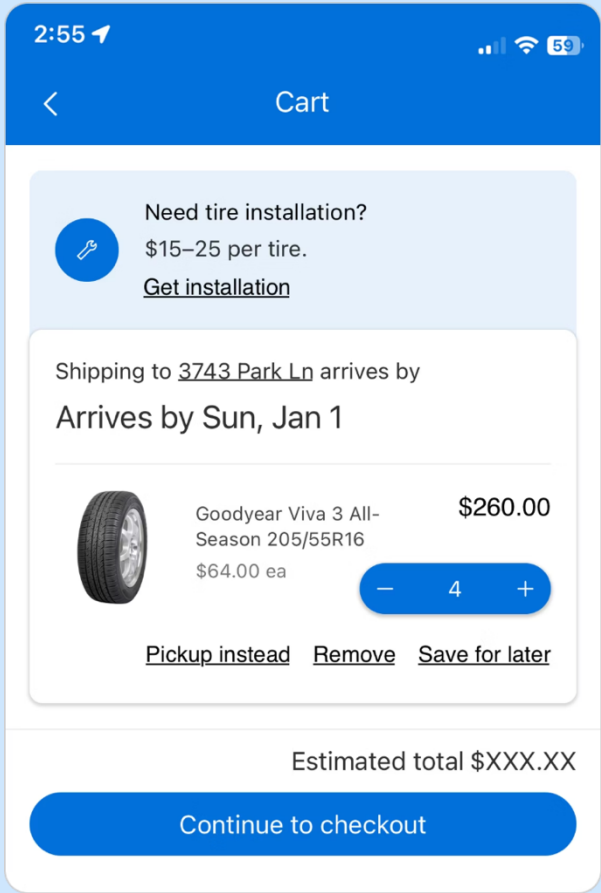 2:55
59
Cart
Need tire installation?
$15–25 per tire.
Get installation
Shipping to 3743 Park Ln arrives by
Arrives by Sun, Jan 1
Goodyear Viva 3 All-
Season 205/55R16
$64.00 ea
$260.00
4
Pickup instead Remove Save for later
Estimated total $XXX.XX
Continue to checkout